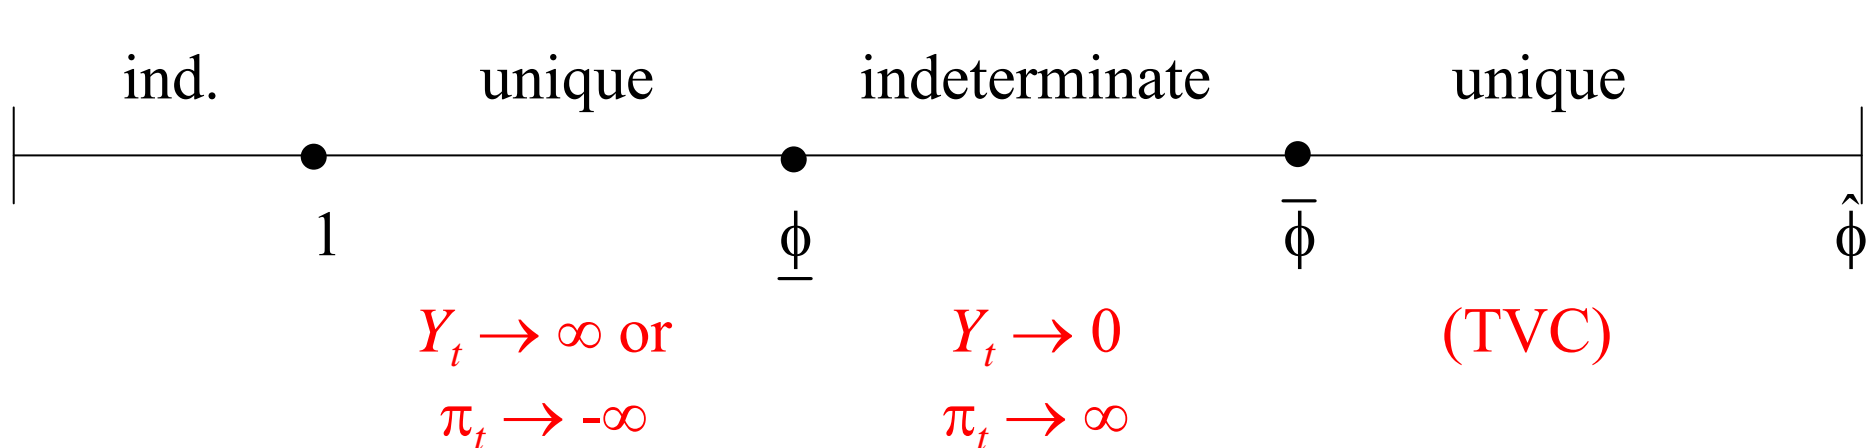 ind. unique indeterminate unique
1 ϕ̲ ϕ̅ ϕ̂
Yₜ → ∞ or Yₜ → 0 (TVC)
πₜ → -∞ πₜ → ∞